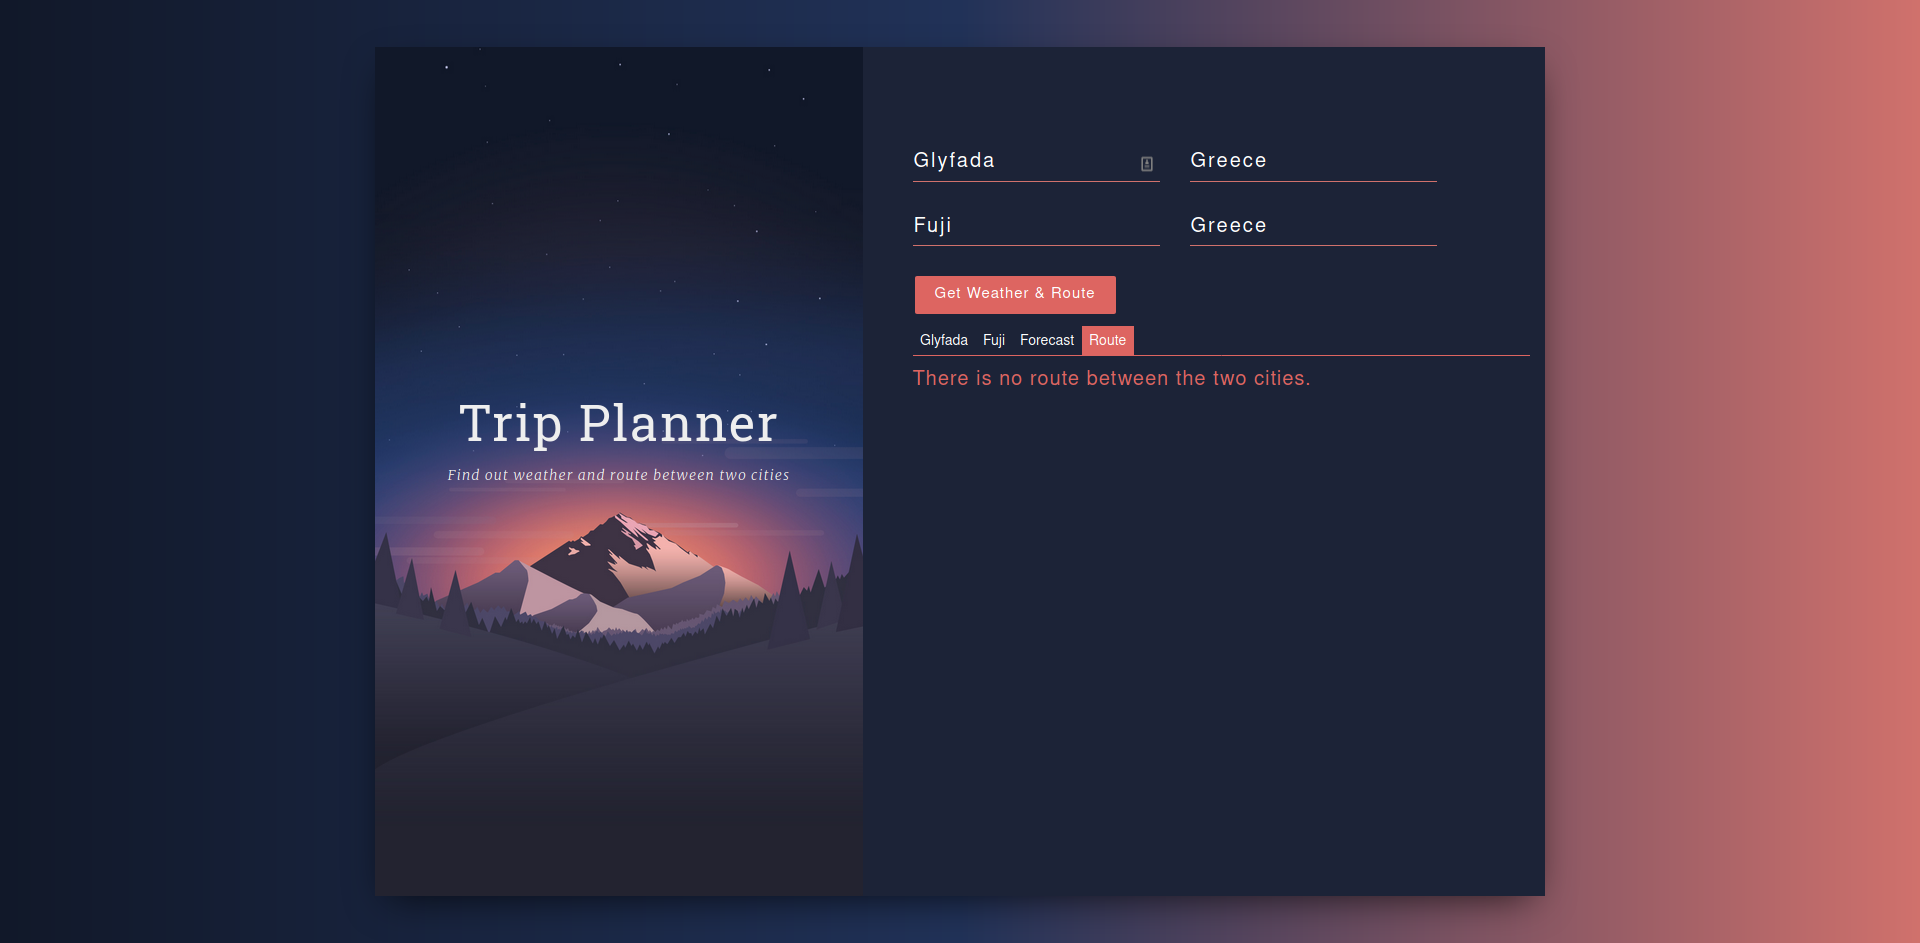 Trip Planner
Find out weather and route between two cities
Glyfada
Greece
Fuji
Greece
Get Weather & Route
Glyfada Fuji Forecast Route
There is no route between the two cities.